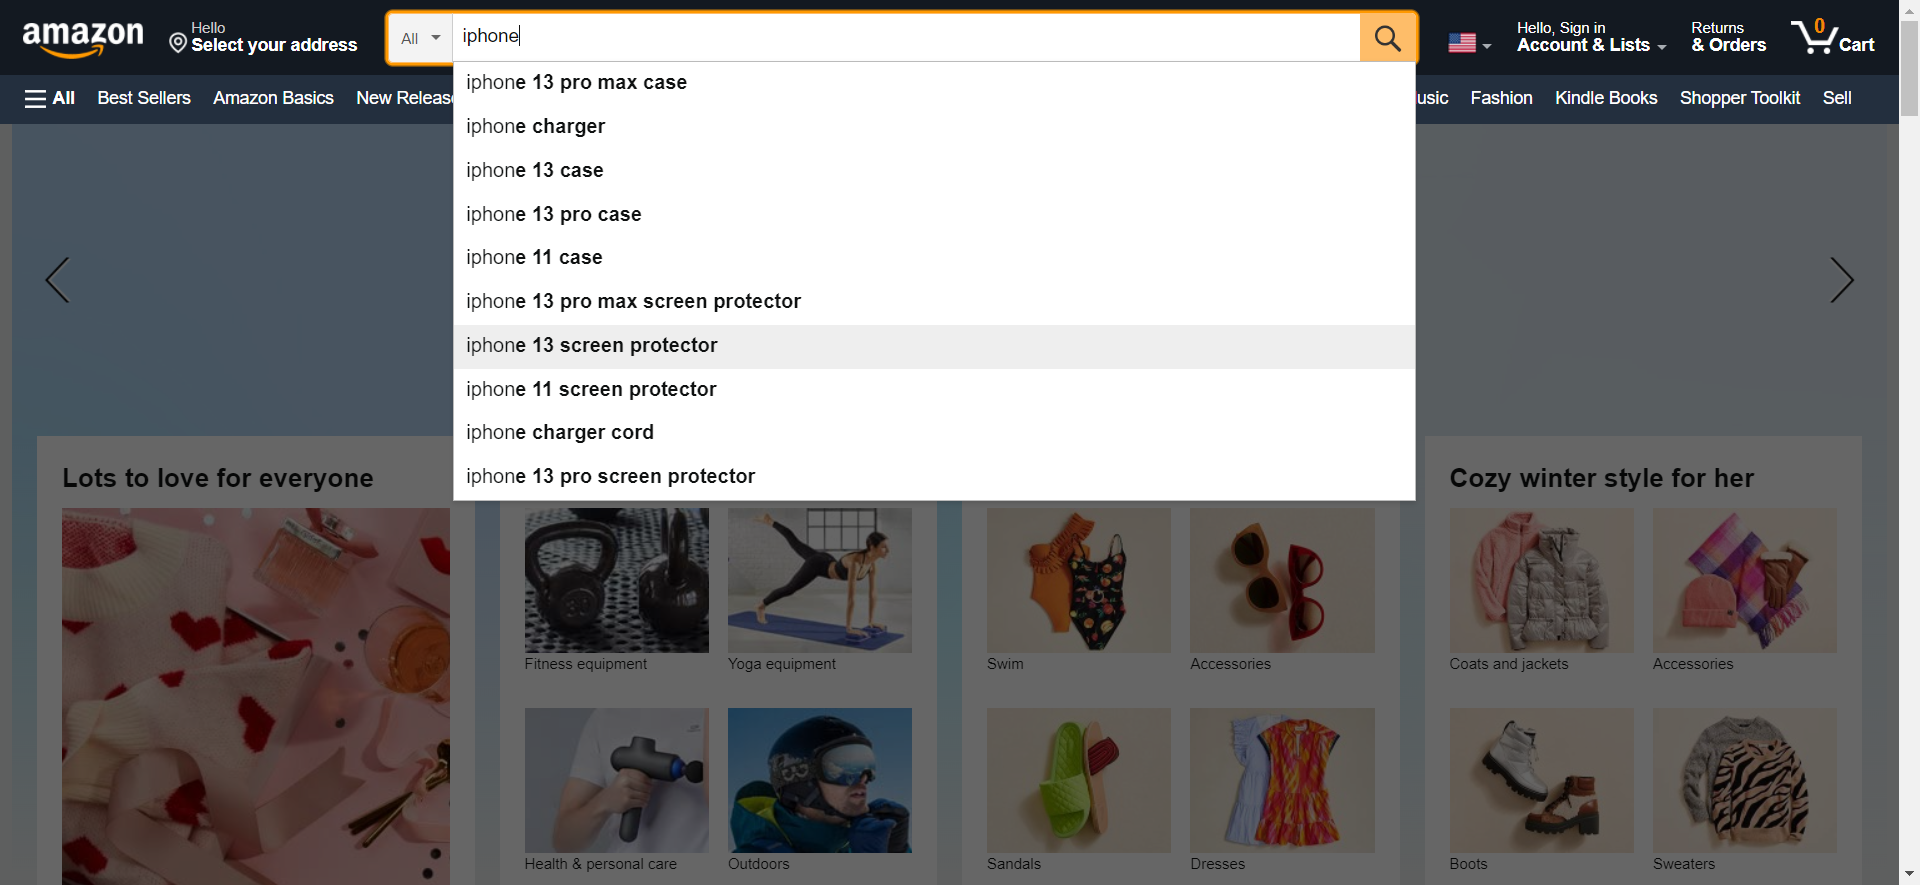 amazon
Hello
Select your address
All
iphone
Hello, Sign in
Account & Lists
Returns
& Orders
0
Cart
All
Best Sellers
Amazon Basics
New Releas
usic
Fashion
Kindle Books
Shopper Toolkit
Sell
iphone 13 pro max case
iphone charger
iphone 13 case
iphone 13 pro case
iphone 11 case
iphone 13 pro max screen protector
iphone 13 screen protector
iphone 11 screen protector
iphone charger cord
iphone 13 pro screen protector
Lots to love for everyone
Cozy winter style for her
Fitness equipment
Yoga equipment
Swim
Accessories
Coats and jackets
Accessories
Health & personal care
Outdoors
Sandals
Dresses
Boots
Sweaters